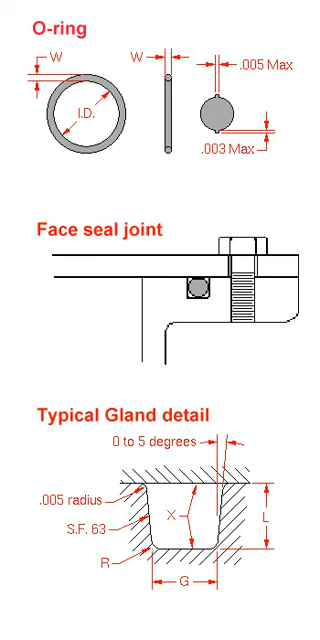 O-ring
W
W
.005 Max
I.D.
.003 Max
Face seal joint
Typical Gland detail
0 to 5 degrees
.005 radius
X
L
S.F. 63
R
G